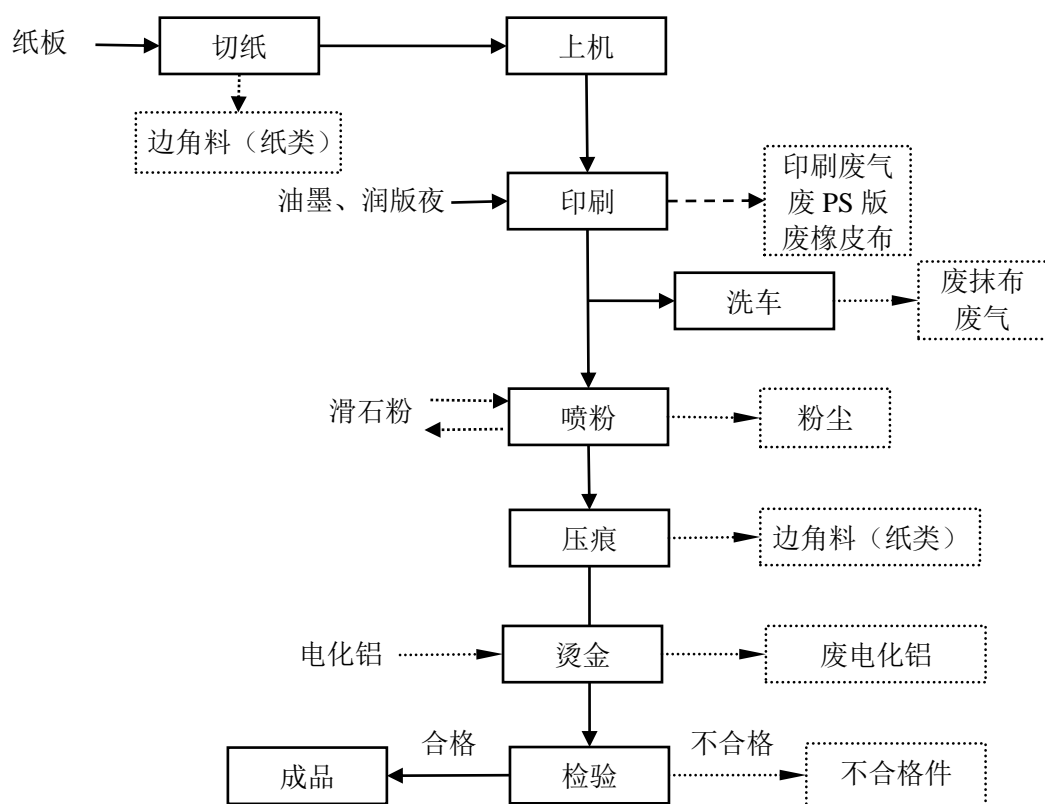 纸板
切纸
上机
边角料（纸类）
油墨、润版夜
印刷
印刷废气
废 PS 版
废橡皮布
洗车
废抹布
废气
滑石粉
喷粉
粉尘
压痕
边角料（纸类）
电化铝
烫金
废电化铝
成品
合格
检验
不合格
不合格件